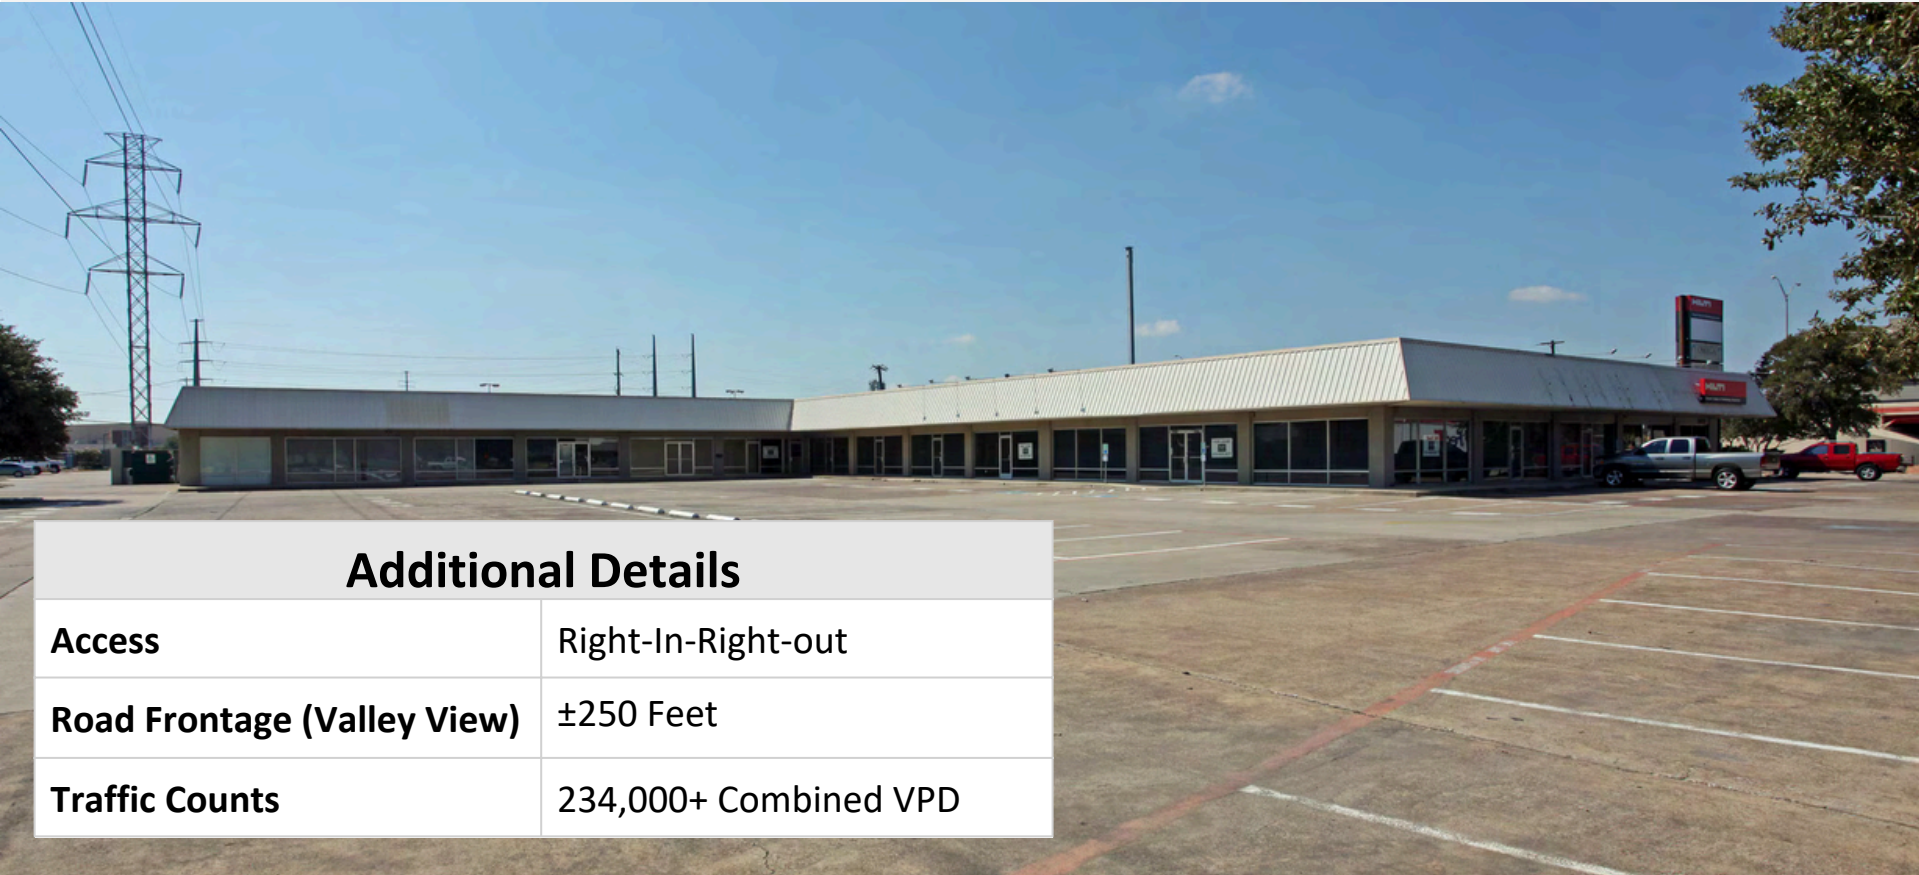 Additional Details
Access Right-In-Right-out
Road Frontage (Valley View) ±250 Feet
Traffic Counts 234,000+ Combined VPD